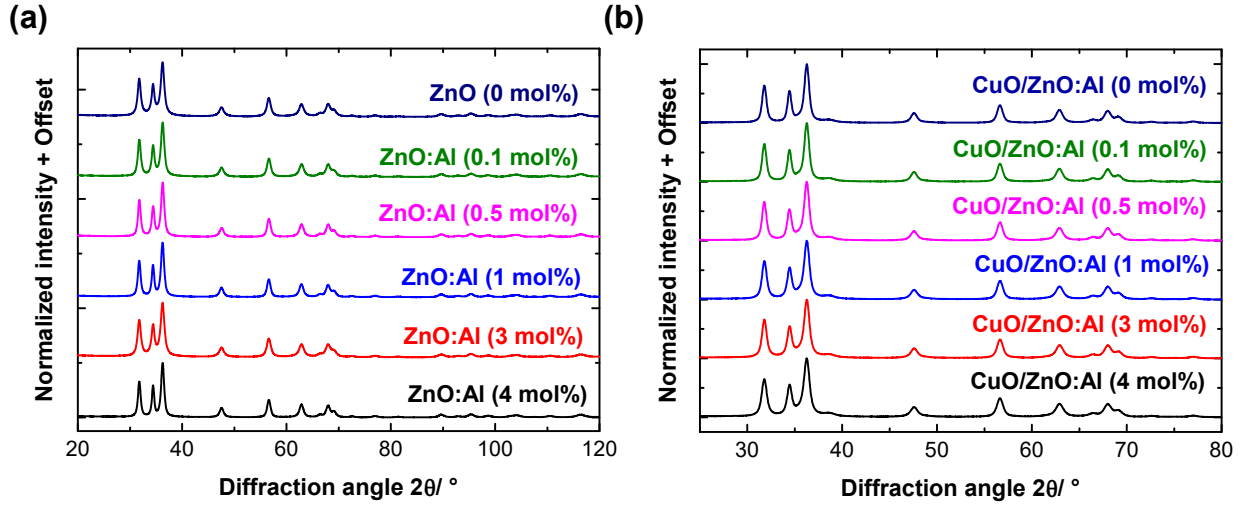 (a)
Normalized intensity + Offset
ZnO (0 mol%)
ZnO:Al (0.1 mol%)
ZnO:Al (0.5 mol%)
ZnO:Al (1 mol%)
ZnO:Al (3 mol%)
ZnO:Al (4 mol%)
20 40 60 80 100 120
Diffraction angle 2θ/ °
(b)
Normalized intensity + Offset
CuO/ZnO:Al (0 mol%)
CuO/ZnO:Al (0.1 mol%)
CuO/ZnO:Al (0.5 mol%)
CuO/ZnO:Al (1 mol%)
CuO/ZnO:Al (3 mol%)
CuO/ZnO:Al (4 mol%)
30 40 50 60 70 80
Diffraction angle 2θ/ °